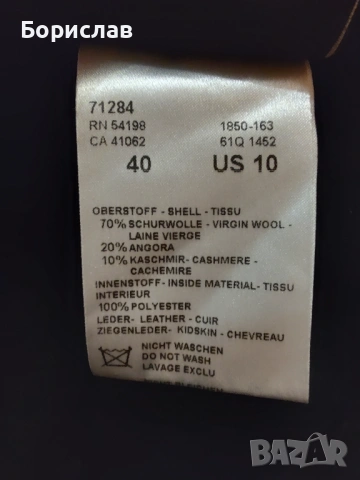 Борислав
71284
RN 54198 1850-163
CA 41062 61Q 1452
40 US 10
OBERSTOFF - SHELL - TISSU
70% SCHURWOLLE - VIRGIN WOOL -
LAINE VIERGE
20% ANGORA
10% KASCHMIR - CASHMERE -
CACHEMIRE
INNENSTOFF - INSIDE MATERIAL - TISSU
INTERIEUR
100% POLYESTER
LEDER - LEATHER - CUIR
ZIEGENLEDER - KIDSKIN - CHEVREAU
NICHT WASCHEN
DO NOT WASH
LAVAGE EXCLU
BAZAR